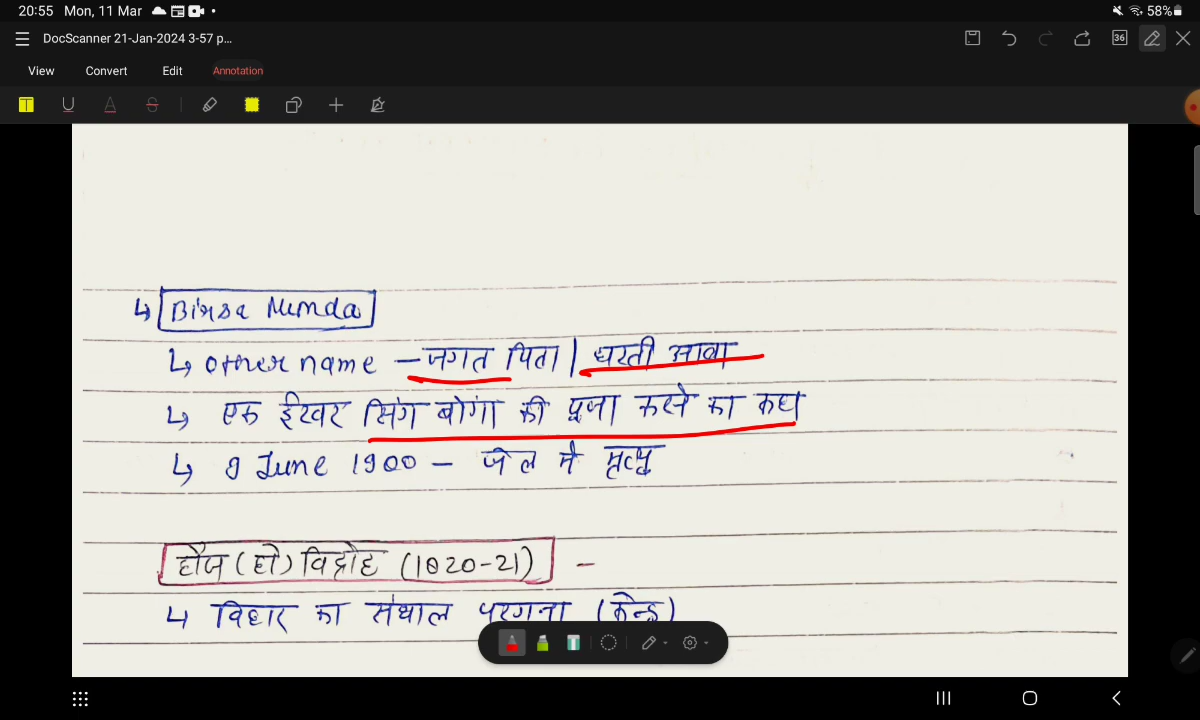 20:55 Mon, 11 Mar
58%
DocScanner 21-Jan-2024 3-57 p...
36
View Convert Edit Annotation
T U A S
Birsa Munda
other name - जगत पिता / धरती आबा
एक ईश्वर सिंग बोंगा की पूजा करने का कहा
9 June 1900 - जेल मे मृत्यु
हौज (हो) विद्रोह (1820-21) -
बिहार का संथाल परगना (केन्द्र)